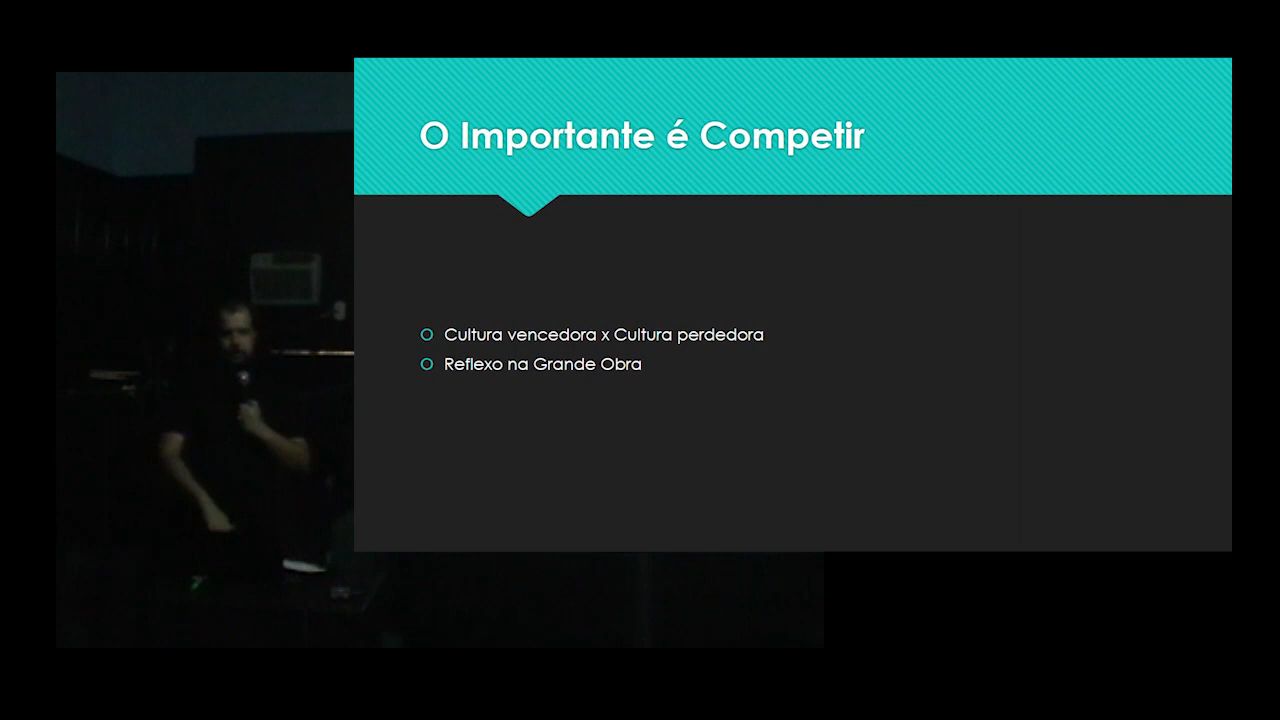 O Importante é Competir
Cultura vencedora x Cultura perdedora
Reflexo na Grande Obra